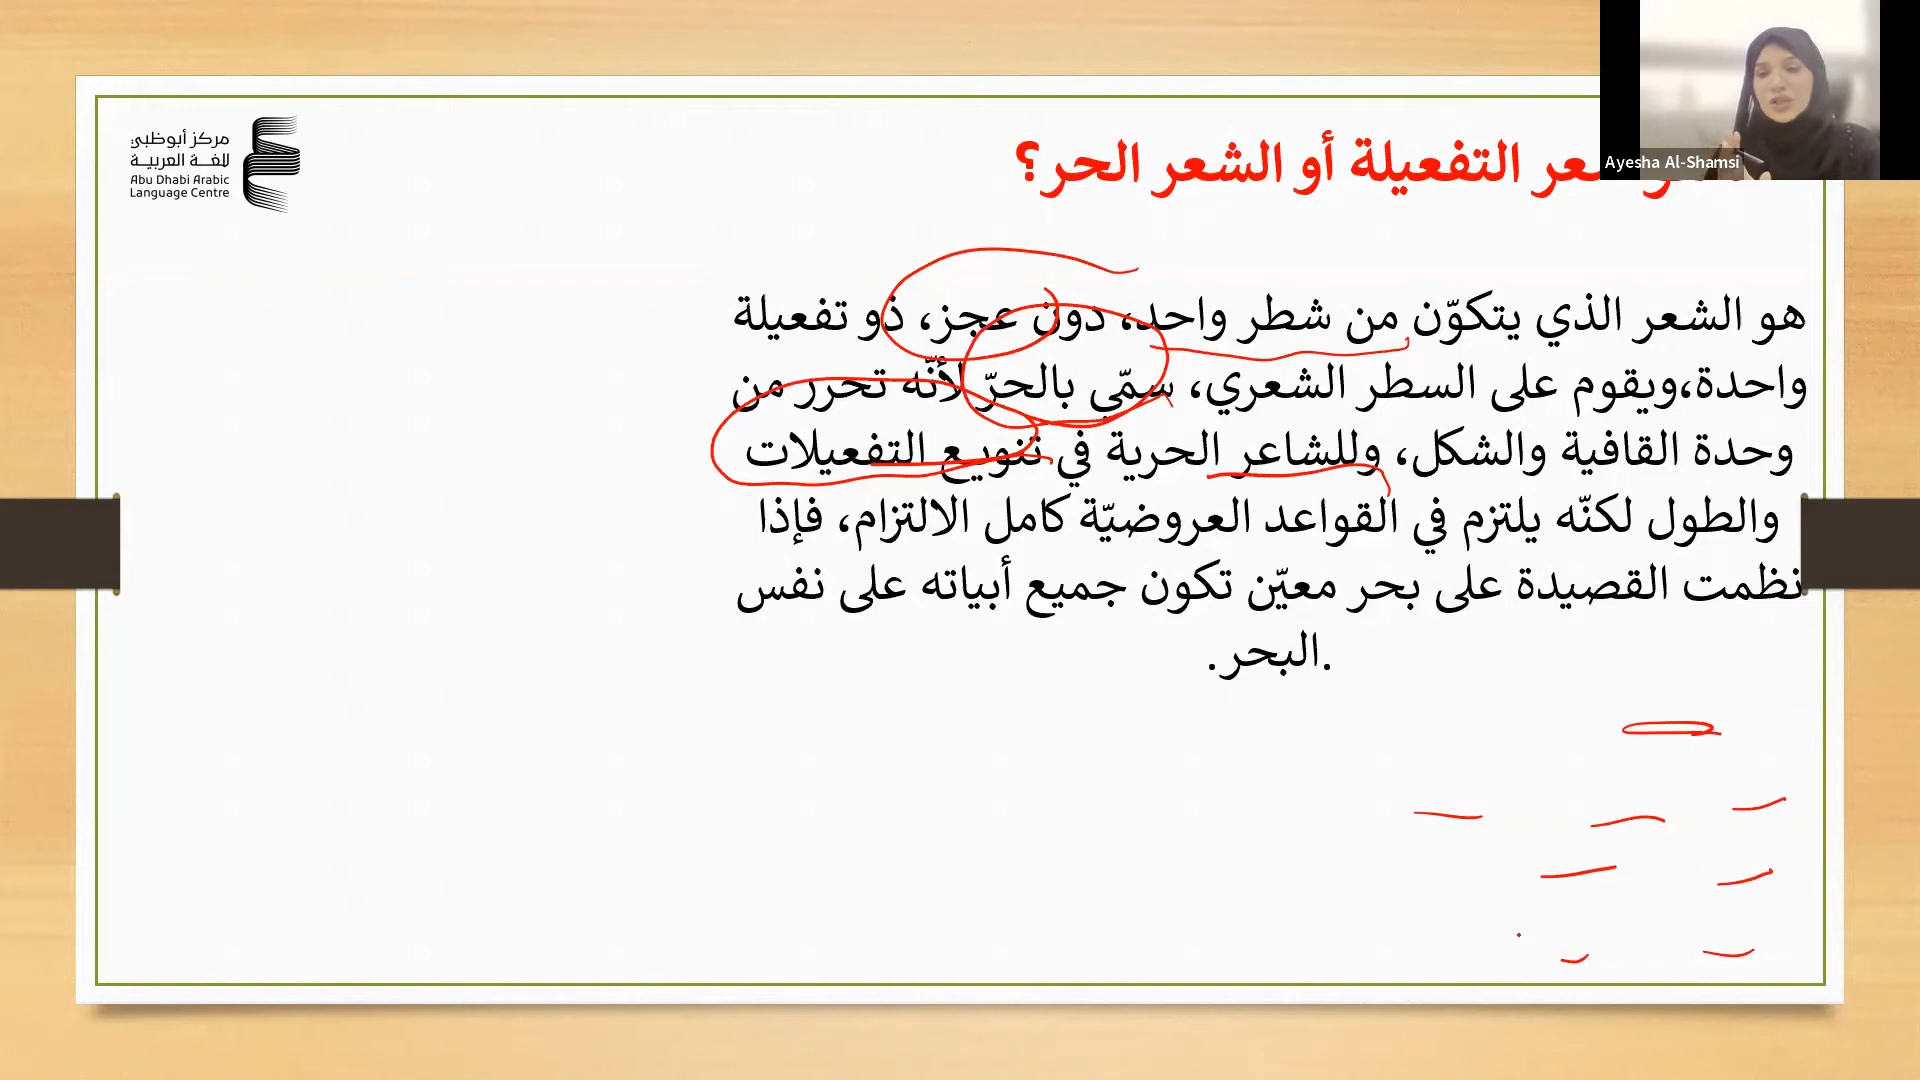 شعر التفعيلة أو الشعر الحر؟
مركز أبوظبي
للغة العربية
Abu Dhabi Arabic
Language Centre
Ayesha Al-Shamsi
هو الشعر الذي يتكوّن من شطر واحد، دون عجز، ذو تفعيلة
واحدة،ويقوم على السطر الشعري، سمّي بالحرّ لأنّه تحرر من
وحدة القافية والشكل، وللشاعر الحرية في تنويع التفعيلات
والطول لكنّه يلتزم في القواعد العروضيّة كامل الالتزام، فإذا
نظمت القصيدة على بحر معيّن تكون جميع أبياته على نفس
.البحر.